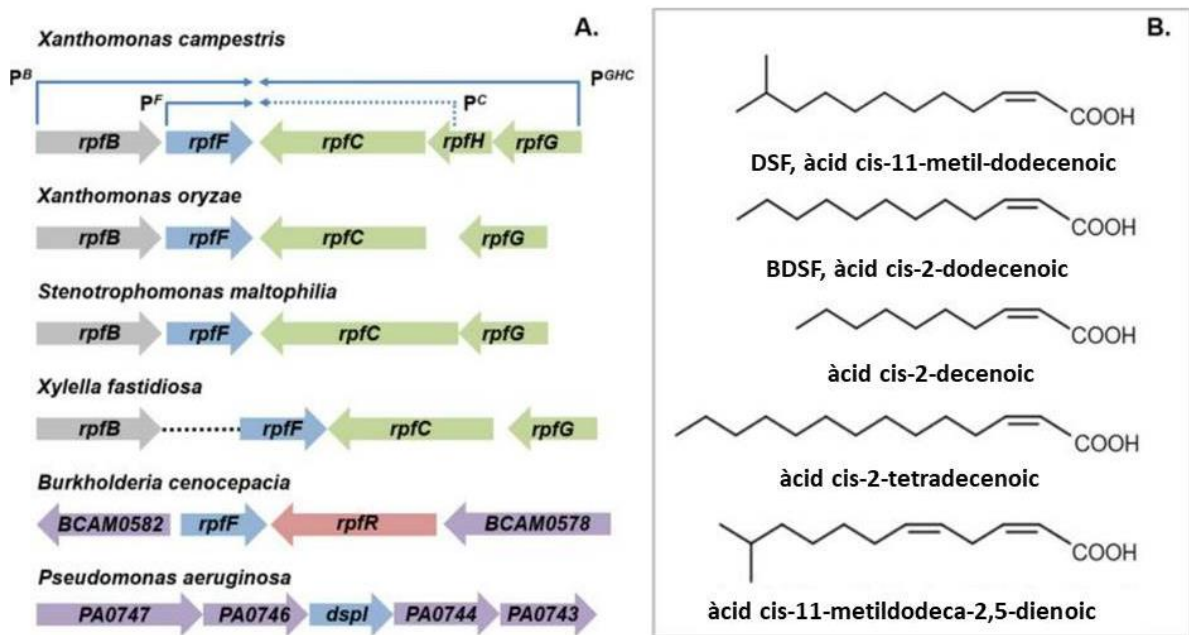 Xanthomonas campestris
A.
P^B
P^GHC
P^F
P^C
rpfB rpfF rpfC rpfH rpfG
Xanthomonas oryzae
rpfB rpfF rpfC rpfG
Stenotrophomonas maltophilia
rpfB rpfF rpfC rpfG
Xylella fastidiosa
rpfB rpfF rpfC rpfG
Burkholderia cenocepacia
BCAM0582 rpfF rpfR BCAM0578
Pseudomonas aeruginosa
PA0747 PA0746 dspI PA0744 PA0743
B.
COOH
DSF, àcid cis-11-metil-dodecenoic
COOH
BDSF, àcid cis-2-dodecenoic
COOH
àcid cis-2-decenoic
COOH
àcid cis-2-tetradecenoic
COOH
àcid cis-11-metildodeca-2,5-dienoic